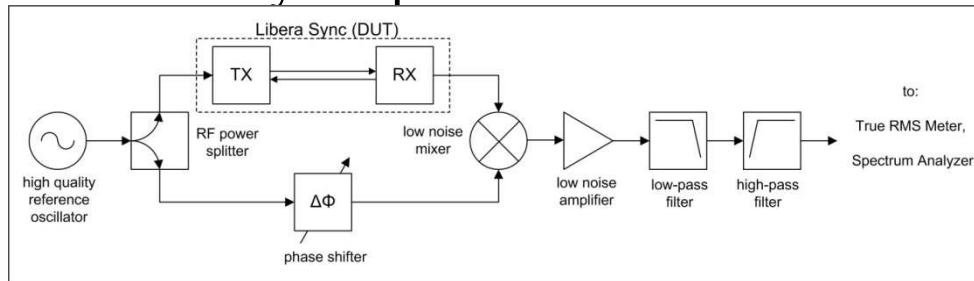 Libera Sync (DUT)
TX
RX
RF power
splitter
low noise
mixer
to:
True RMS Meter,
Spectrum Analyzer
high quality
reference
oscillator
ΔΦ
phase shifter
low noise
amplifier
low-pass
filter
high-pass
filter